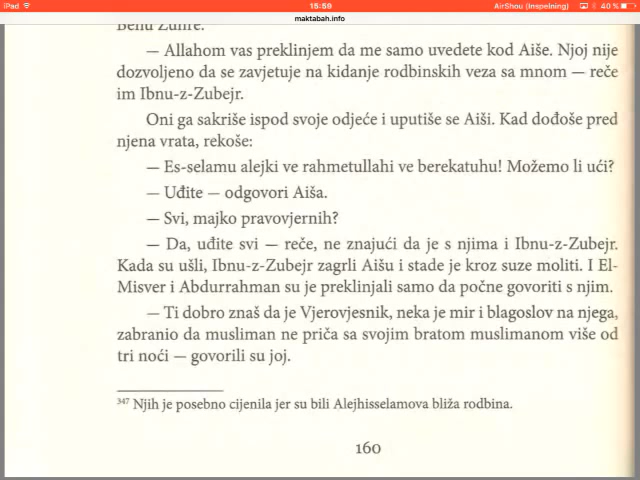 iPad
15:59
AirShou (Inspelning)
40 %
maktabah.info
Benu Zuhre.
— Allahom vas preklinjem da me samo uvedete kod Aiše. Njoj nije
dozvoljeno da se zavjetuje na kidanje rodbinskih veza sa mnom — reče
im Ibnu-z-Zubejr.
Oni ga sakriše ispod svoje odjeće i uputiše se Aiši. Kad dođoše pred
njena vrata, rekoše:
— Es-selamu alejki ve rahmetullahi ve berekatuhu! Možemo li ući?
— Uđite — odgovori Aiša.
— Svi, majko pravovjernih?
— Da, uđite svi — reče, ne znajući da je s njima i Ibnu-z-Zubejr.
Kada su ušli, Ibnu-z-Zubejr zagrli Aišu i stade je kroz suze moliti. I El-
Misver i Abdurrahman su je preklinjali samo da počne govoriti s njim.
— Ti dobro znaš da je Vjerovjesnik, neka je mir i blagoslov na njega,
zabranio da musliman ne priča sa svojim bratom muslimanom više od
tri noći — govorili su joj.
347 Njih je posebno cijenila jer su bili Alejhisselamova bliža rodbina.
160